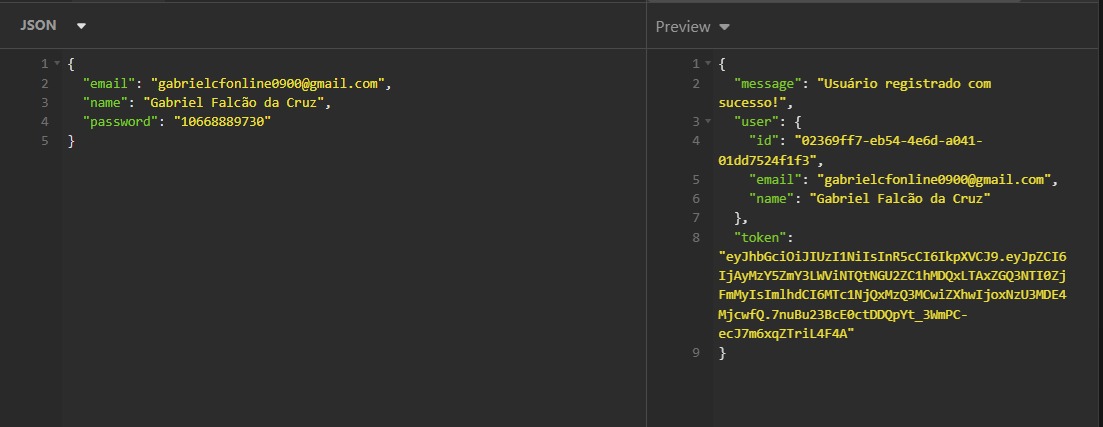 JSON
1 {
2 "email": "gabrielcfonline0900@gmail.com",
3 "name": "Gabriel Falcão da Cruz",
4 "password": "10668889730"
5 }
Preview
1 {
2 "message": "Usuário registrado com
sucesso!",
3 "user": {
4 "id": "02369ff7-eb54-4e6d-a041-
01dd7524f1f3",
5 "email": "gabrielcfonline0900@gmail.com",
6 "name": "Gabriel Falcão da Cruz"
7 },
8 "token":
"eyJhbGciOiJIUzI1NiIsInR5cCI6IkpXVCJ9.eyJpZCI6
IjAyMzY5ZmY3LWViNTQtNGU2ZC1hMDQxLTAxZGQ3NTI0Zj
FmMyIsImlhdCI6MTc1NjQxMzQ3MCwiZXhwIjoxNzU3MDE4
MjcwfQ.7nuBu23BcE0ctDDQpYt_3WmPC-
ecJ7m6xqZTriL4F4A"
9 }